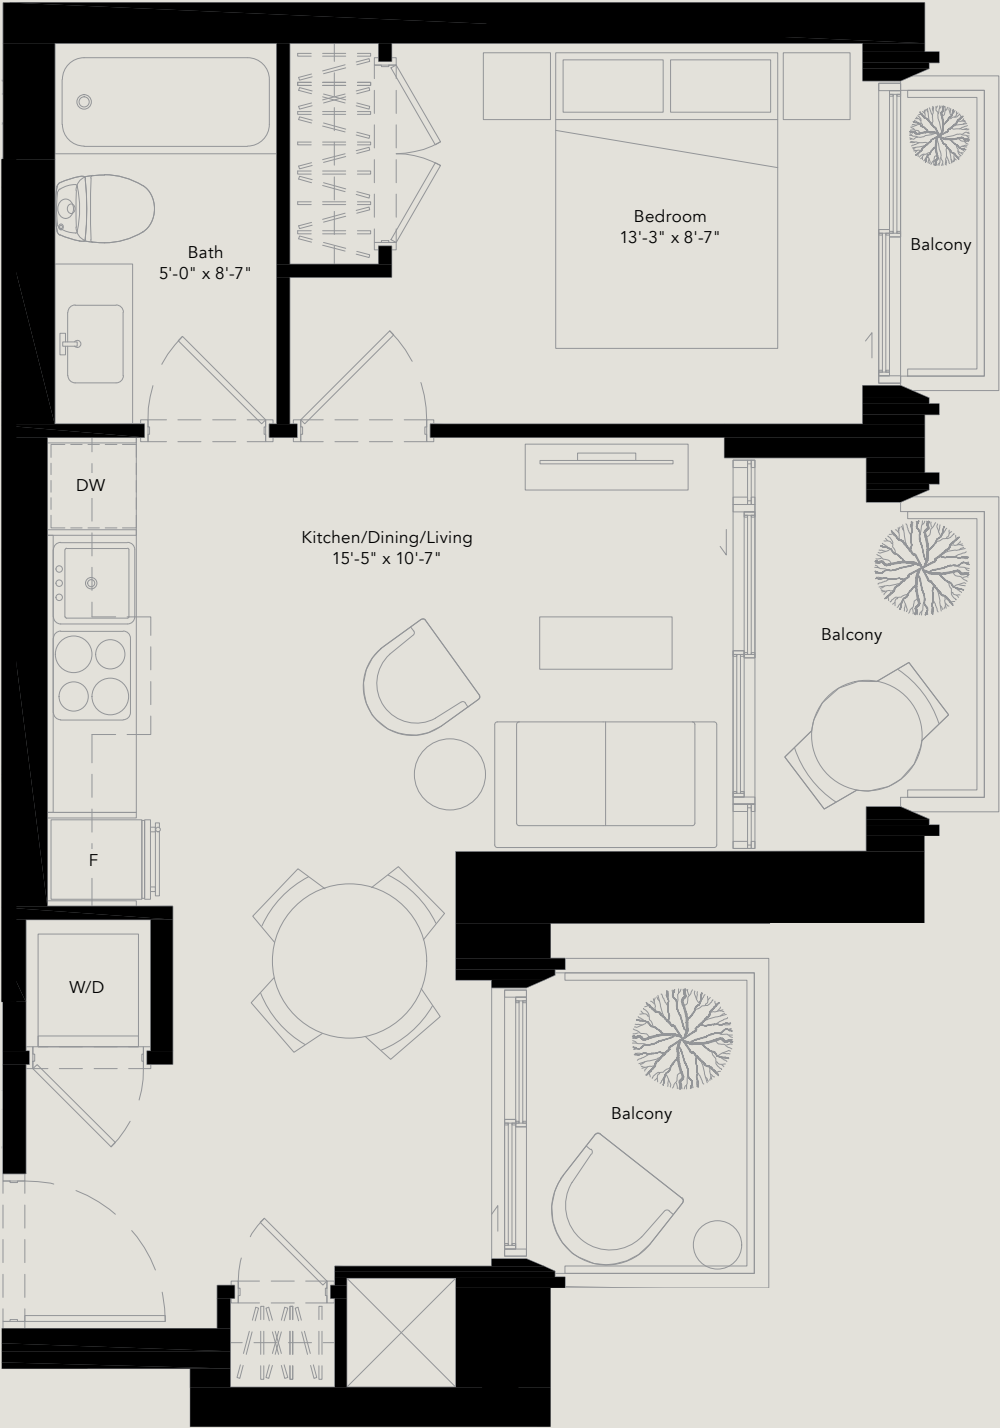 Bedroom
13'-3" x 8'-7"
Balcony
Bath
5'-0" x 8'-7"
DW
Kitchen/Dining/Living
15'-5" x 10'-7"
Balcony
F
W/D
Balcony